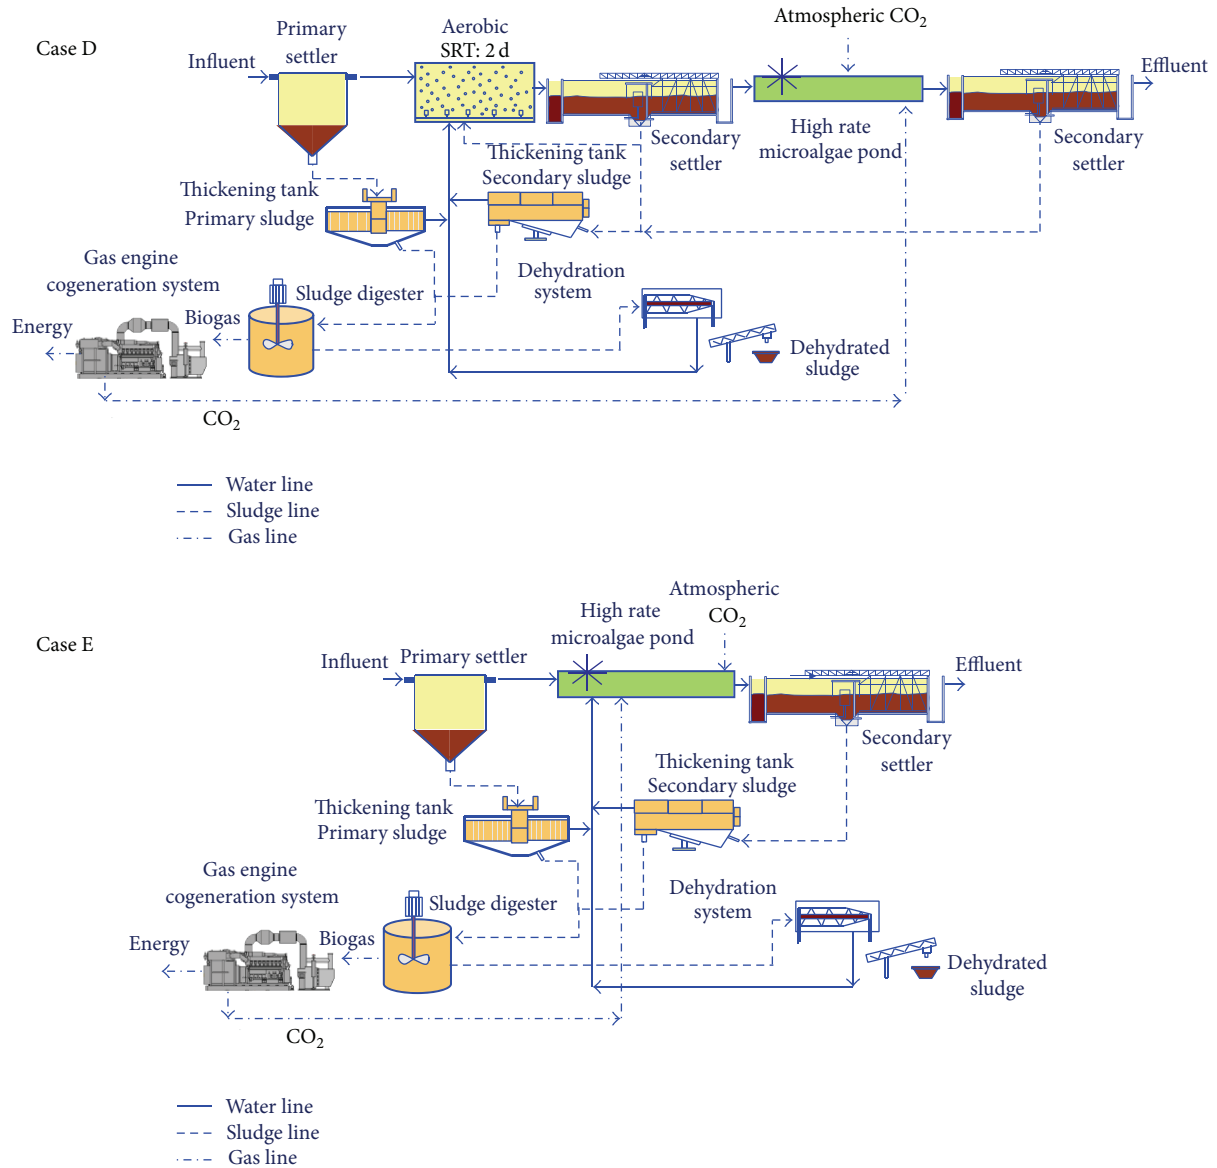 Case D
Influent
Primary
settler
Aerobic
SRT: 2 d
Atmospheric CO₂
Effluent
High rate
microalgae pond
Secondary
settler
Secondary
settler
Thickening tank
Secondary sludge
Thickening tank
Primary sludge
Gas engine
cogeneration system
Energy
Biogas
Sludge digester
Dehydration
system
Dehydrated
sludge
CO₂
Water line
Sludge line
Gas line
Case E
Influent
Primary settler
High rate
microalgae pond
Atmospheric
CO₂
Effluent
Secondary
settler
Thickening tank
Secondary sludge
Thickening tank
Primary sludge
Gas engine
cogeneration system
Energy
Biogas
Sludge digester
Dehydration
system
Dehydrated
sludge
CO₂
Water line
Sludge line
Gas line